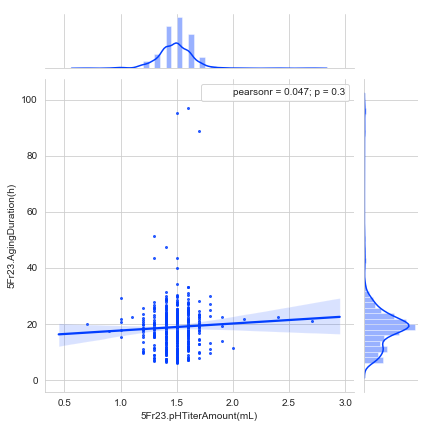 pearsonr = 0.047; p = 0.3
100
80
60
40
20
0
5Fr23.AgingDuration(h)
0.5 1.0 1.5 2.0 2.5 3.0
5Fr23.pHTiterAmount(mL)